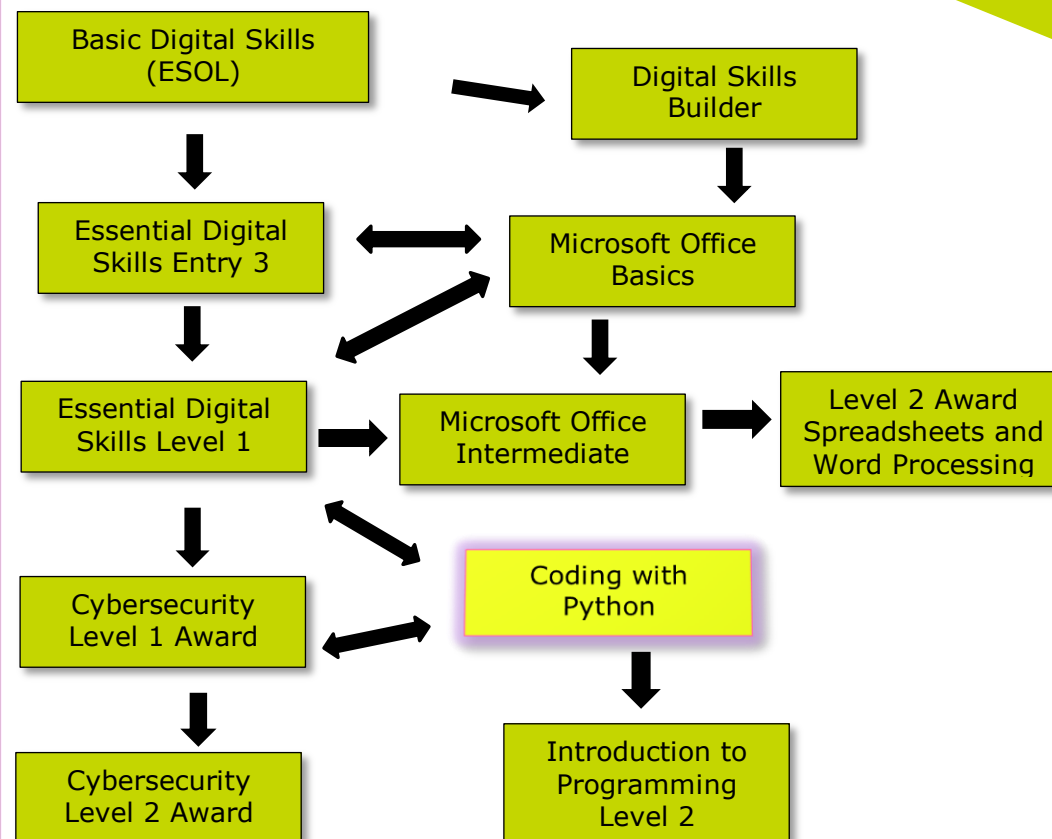 Basic Digital Skills
(ESOL)
Digital Skills
Builder
Essential Digital
Skills Entry 3
Microsoft Office
Basics
Essential Digital
Skills Level 1
Microsoft Office
Intermediate
Level 2 Award
Spreadsheets and
Word Processing
Coding with
Python
Cybersecurity
Level 1 Award
Introduction to
Programming
Level 2
Cybersecurity
Level 2 Award